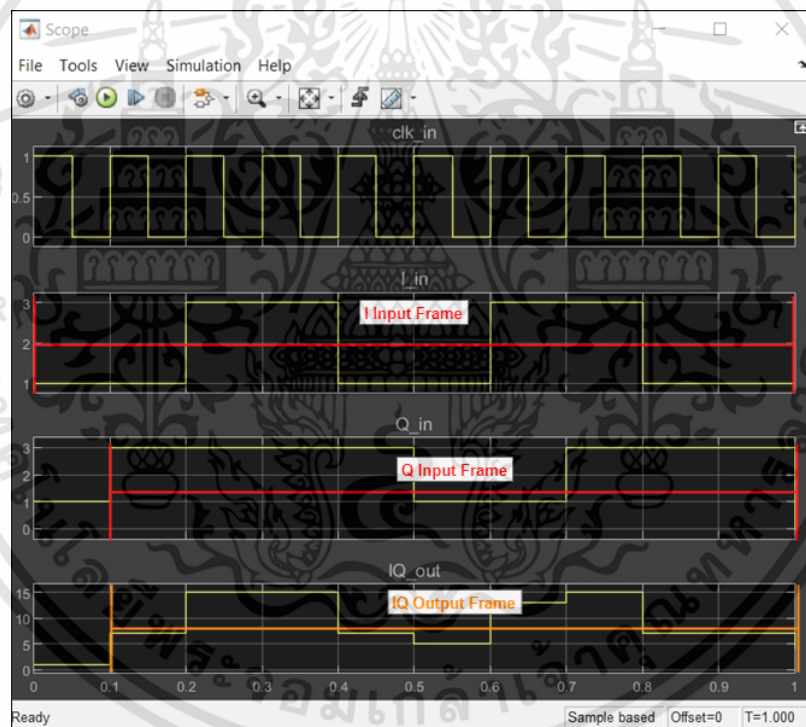 Scope
File Tools View Simulation Help
clk_in
1
0.5
0
I_in
3
I Input Frame
2
1
Q_in
3
Q Input Frame
2
1
0
IQ_out
15
IQ Output Frame
10
5
0
0 0.1 0.2 0.3 0.4 0.5 0.6 0.7 0.8 0.9 1
Ready Sample based Offset=0 T=1.000